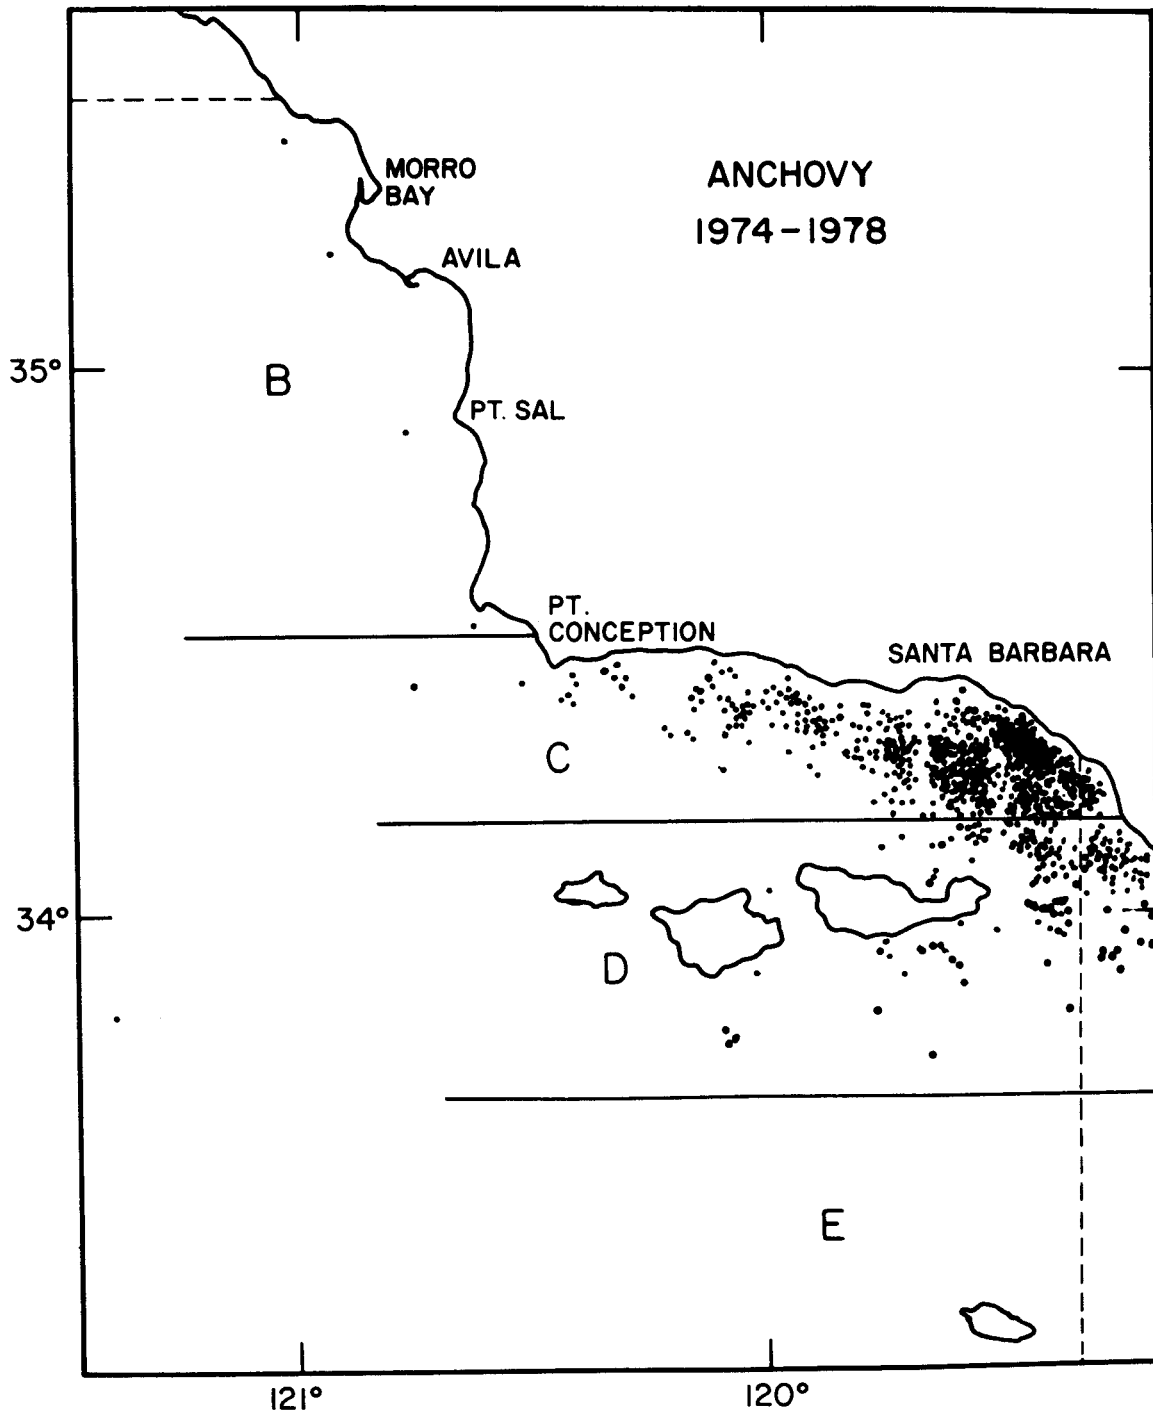 ANCHOVY
1974–1978
MORRO
BAY
AVILA
35°
B
PT. SAL
PT.
CONCEPTION
SANTA BARBARA
C
34°
D
E
121°
120°